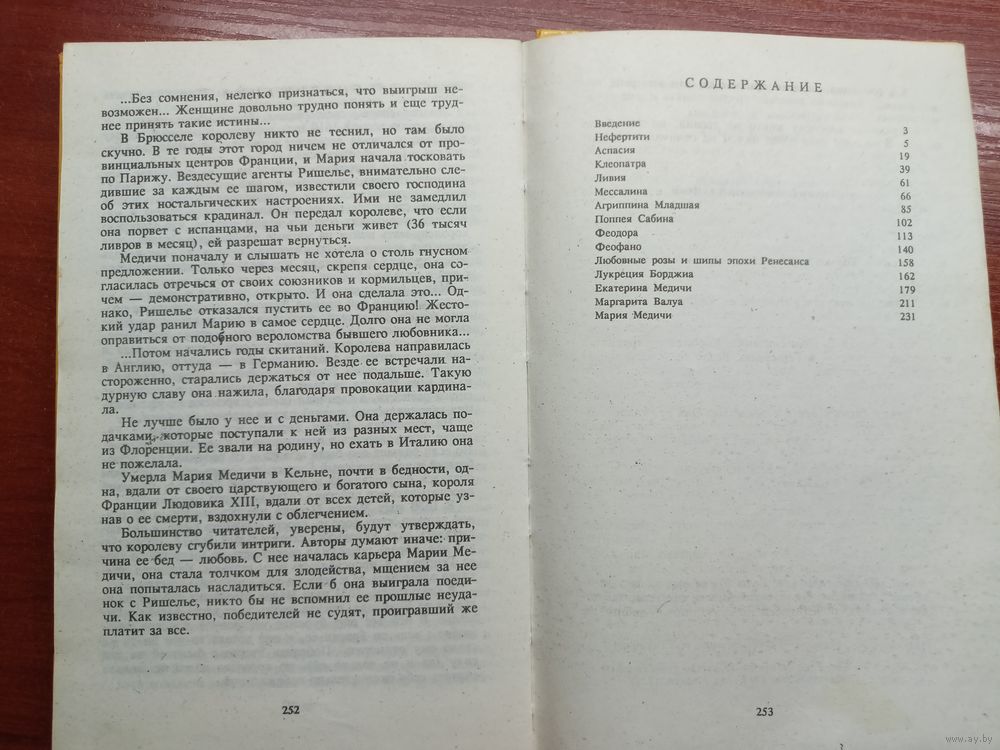 ...Без сомнения, нелегко признаться, что выигрыш не-
возможен... Женщине довольно трудно понять и еще труд-
нее принять такие истины...
В Брюсселе королеву никто не теснил, но там было
скучно. В те годы этот город ничем не отличался от про-
винциальных центров Франции, и Мария начала тосковать
по Парижу. Вездесущие агенты Ришелье, внимательно сле-
дившие за каждым ее шагом, известили своего господина
об этих ностальгических настроениях. Ими не замедлил
воспользоваться крадинал. Он передал королеве, что если
она порвет с испанцами, на чьи деньги живет (36 тысяч
ливров в месяц), ей разрешат вернуться.
Медичи поначалу и слышать не хотела о столь гнусном
предложении. Только через месяц, скрепя сердце, она со-
гласилась отречься от своих союзников и кормильцев, при-
чем — демонстративно, открыто. И она сделала это... Од-
нако, Ришелье отказался пустить ее во Францию! Жесто-
кий удар ранил Марию в самое сердце. Долго она не могла
оправиться от подобного вероломства бывшего любовника...
...Потом начались годы скитаний. Королева направилась
в Англию, оттуда — в Германию. Везде ее встречали на-
стороженно, старались держаться от нее подальше. Такую
дурную славу она нажила, благодаря провокации кардина-
ла.
Не лучше было у нее и с деньгами. Она держалась по-
дачками, которые поступали к ней из разных мест, чаще
из Флоренции. Ее звали на родину, но ехать в Италию она
не пожелала.
Умерла Мария Медичи в Кельне, почти в бедности, од-
на, вдали от своего царствующего и богатого сына, короля
Франции Людовика XIII, вдали от всех детей, которые уз-
нав о ее смерти, вздохнули с облегчением.
Большинство читателей, уверены, будут утверждать,
что королеву сгубили интриги. Авторы думают иначе: при-
чина ее бед — любовь. С нее началась карьера Марии Ме-
дичи, она стала толчком для злодейства, мщением за нее
она попыталась насладиться. Если б она выиграла поеди-
нок с Ришелье, никто бы не вспомнил ее прошлые неуда-
чи. Как известно, победителей не судят, проигравший же
платит за все.
252
СОДЕРЖАНИЕ
Введение 3
Нефертити 5
Аспасия 19
Клеопатра 39
Ливия 61
Мессалина 66
Агриппина Младшая 85
Поппея Сабина 102
Феодора 113
Феофано 140
Любовные розы и шипы эпохи Ренесанса 158
Лукреция Борджиа 162
Екатерина Медичи 179
Маргарита Валуа 211
Мария Медичи 231
253
www.ay.by